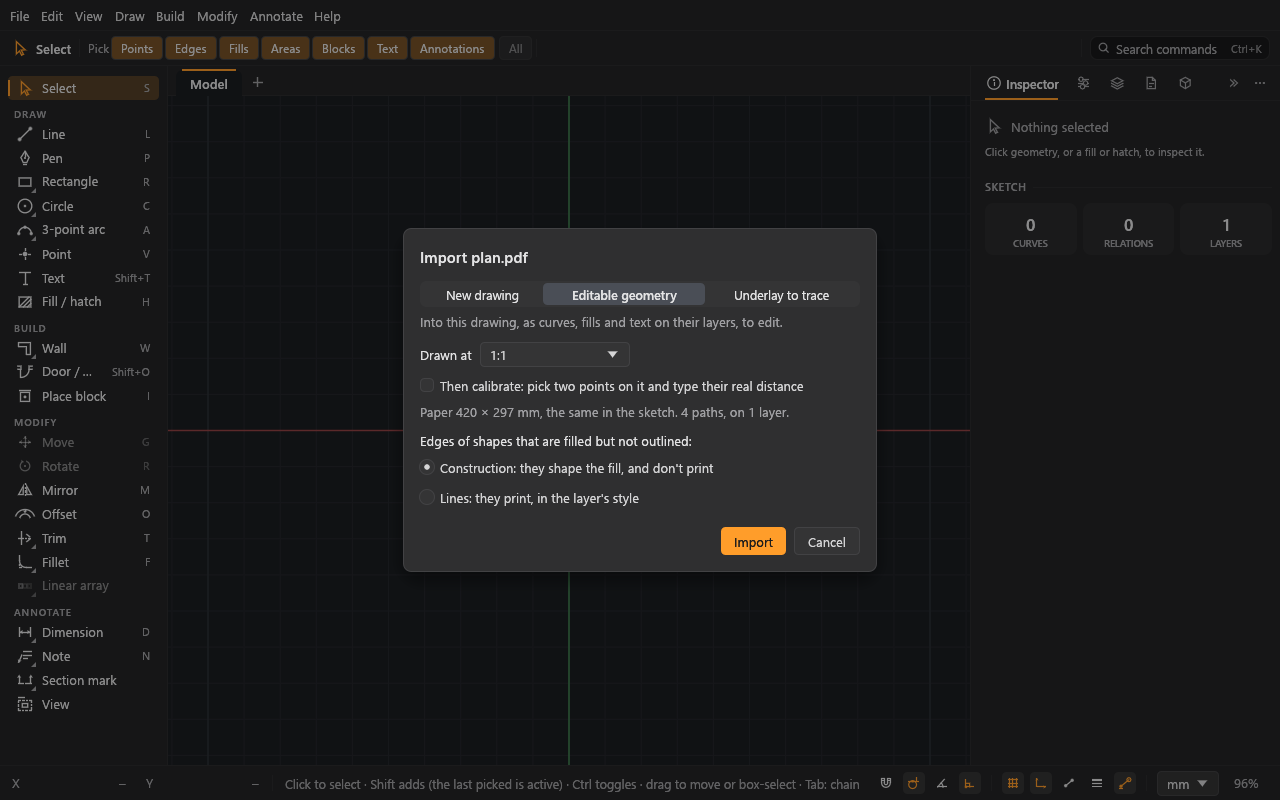 File Edit View Draw Build Modify Annotate Help
Select Pick Points Edges Fills Areas Blocks Text Annotations All Search commands Ctrl+K
Select S
Model +
Inspector
DRAW
Line L
Pen P
Rectangle R
Circle C
3-point arc A
Point V
Text Shift+T
Fill / hatch H
BUILD
Wall W
Door / ... Shift+O
Place block I
MODIFY
Move G
Rotate R
Mirror M
Offset O
Trim T
Fillet F
Linear array
ANNOTATE
Dimension D
Note N
Section mark
View
Import plan.pdf
New drawing Editable geometry Underlay to trace
Into this drawing, as curves, fills and text on their layers, to edit.
Drawn at 1:1
Then calibrate: pick two points on it and type their real distance
Paper 420 × 297 mm, the same in the sketch. 4 paths, on 1 layer.
Edges of shapes that are filled but not outlined:
Construction: they shape the fill, and don't print
Lines: they print, in the layer's style
Import Cancel
Nothing selected
Click geometry, or a fill or hatch, to inspect it.
SKETCH
0 0 1
CURVES RELATIONS LAYERS
X – Y – Click to select · Shift adds (the last picked is active) · Ctrl toggles · drag to move or box-select · Tab: chain mm 96%